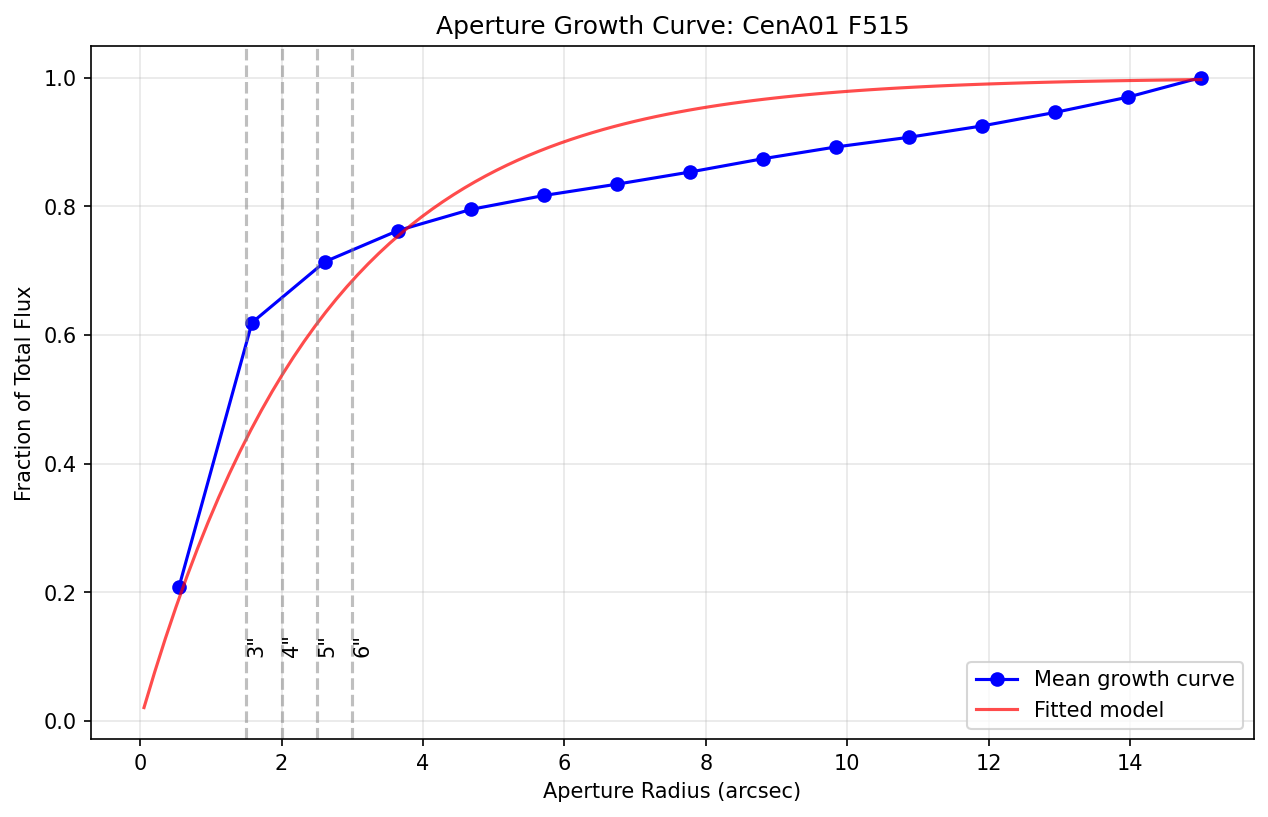 Aperture Growth Curve: CenA01 F515
Fraction of Total Flux
1.0
0.8
0.6
0.4
0.2
0.0
3"
4"
5"
6"
Mean growth curve
Fitted model
0 2 4 6 8 10 12 14
Aperture Radius (arcsec)